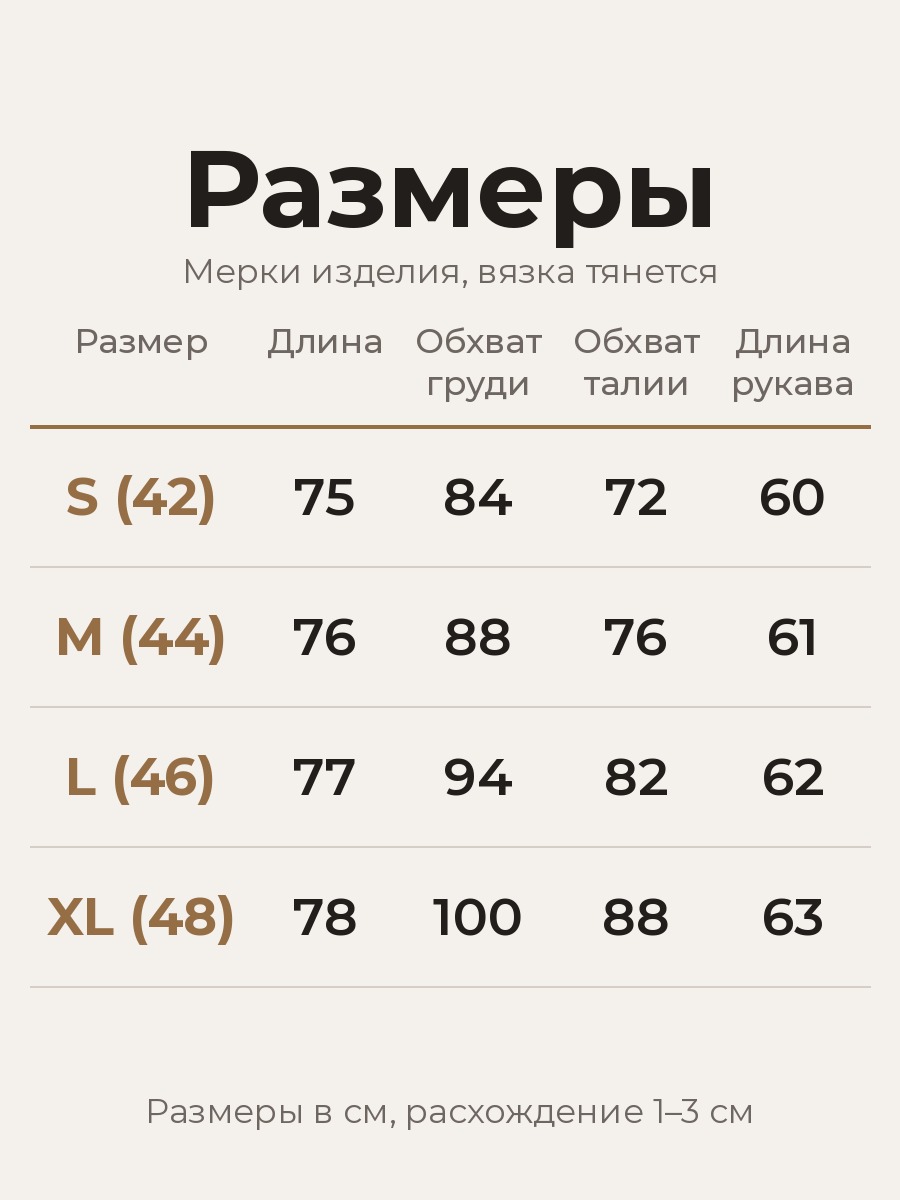 Размеры
Мерки изделия, вязка тянется
Размер Длина Обхват Обхват Длина
груди талии рукава
S (42) 75 84 72 60
M (44) 76 88 76 61
L (46) 77 94 82 62
XL (48) 78 100 88 63
Размеры в см, расхождение 1–3 см